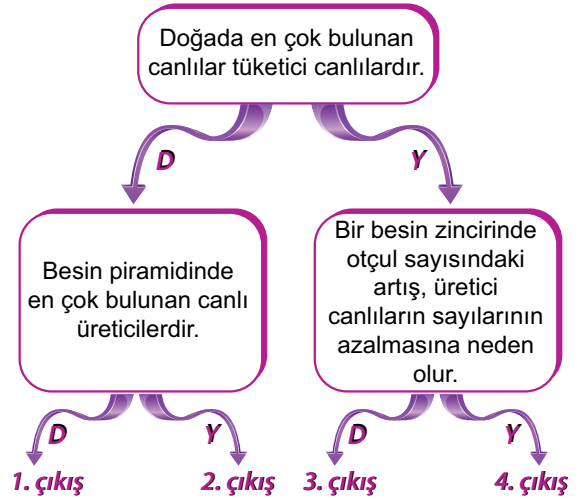 Doğada en çok bulunan
canlılar tüketici canlılardır.
D
Y
Besin piramidinde
en çok bulunan canlı
üreticilerdir.
Bir besin zincirinde
otçul sayısındaki
artış, üretici
canlıların sayılarının
azalmasına neden
olur.
D
Y
D
Y
1. çıkış
2. çıkış
3. çıkış
4. çıkış